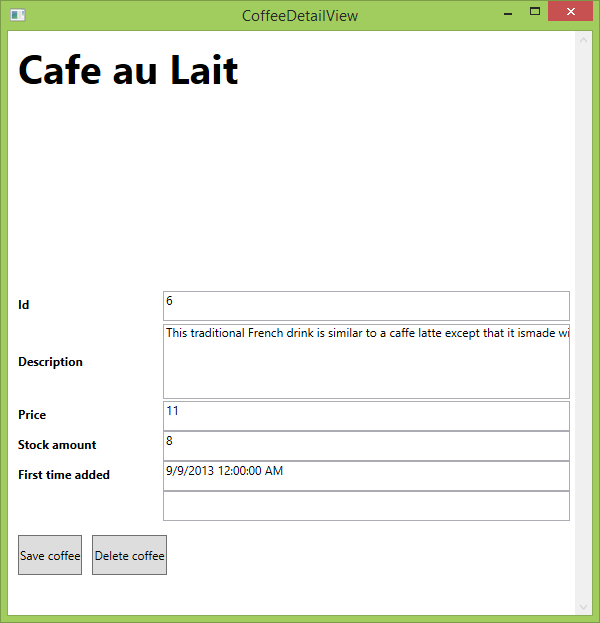 CoffeeDetailView
Cafe au Lait
Id 6
Description This traditional French drink is similar to a caffe latte except that it ismade wi
Price 11
Stock amount 8
First time added 9/9/2013 12:00:00 AM
Save coffee Delete coffee